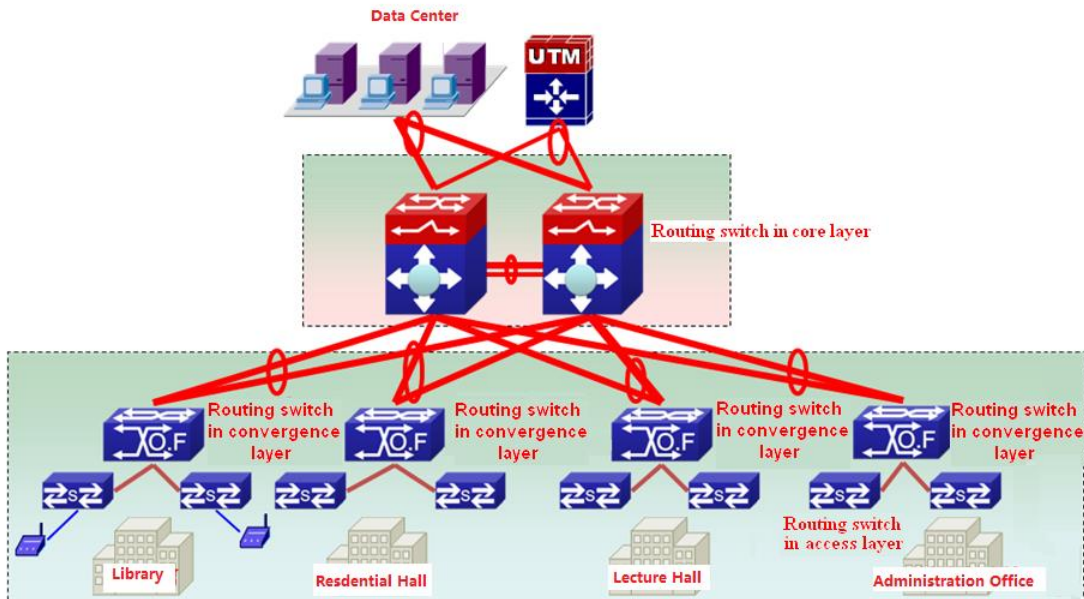 Data Center
UTM
Routing switch in core layer
Routing switch
in convergence
layer
Routing switch
in convergence
layer
Routing switch
in convergence
layer
Routing switch
in convergence
layer
O.F
O.F
O.F
O.F
S
S
S
S
S
S
S
S
Routing switch
in access layer
Library
Resdential Hall
Lecture Hall
Administration Office